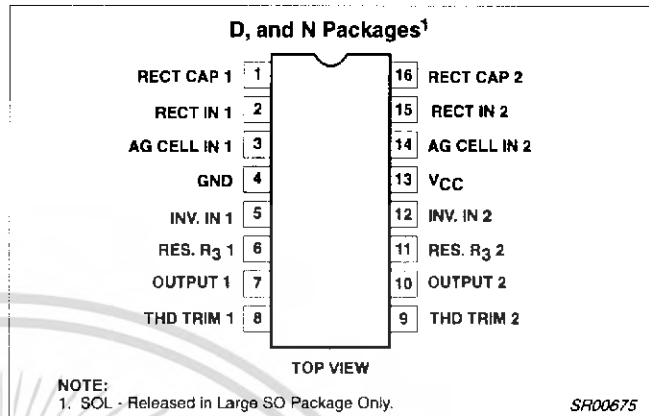 D, and N Packages1
RECT CAP 1 1 16 RECT CAP 2
RECT IN 1 2 15 RECT IN 2
AG CELL IN 1 3 14 AG CELL IN 2
GND 4 13 VCC
INV. IN 1 5 12 INV. IN 2
RES. R3 1 6 11 RES. R3 2
OUTPUT 1 7 10 OUTPUT 2
THD TRIM 1 8 9 THD TRIM 2
TOP VIEW
NOTE:
1. SOL - Released in Large SO Package Only.
SR00675